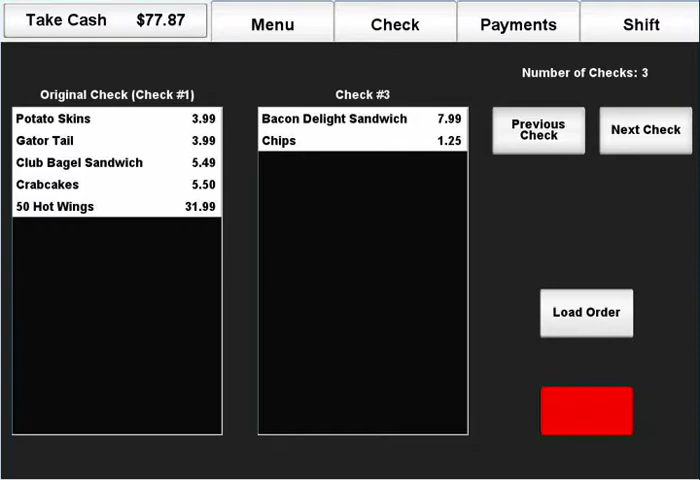 Take Cash $77.87
Menu
Check
Payments
Shift
Number of Checks: 3
Original Check (Check #1)
Potato Skins 3.99
Gator Tail 3.99
Club Bagel Sandwich 5.49
Crabcakes 5.50
50 Hot Wings 31.99
Check #3
Bacon Delight Sandwich 7.99
Chips 1.25
Previous
Check
Next Check
Load Order